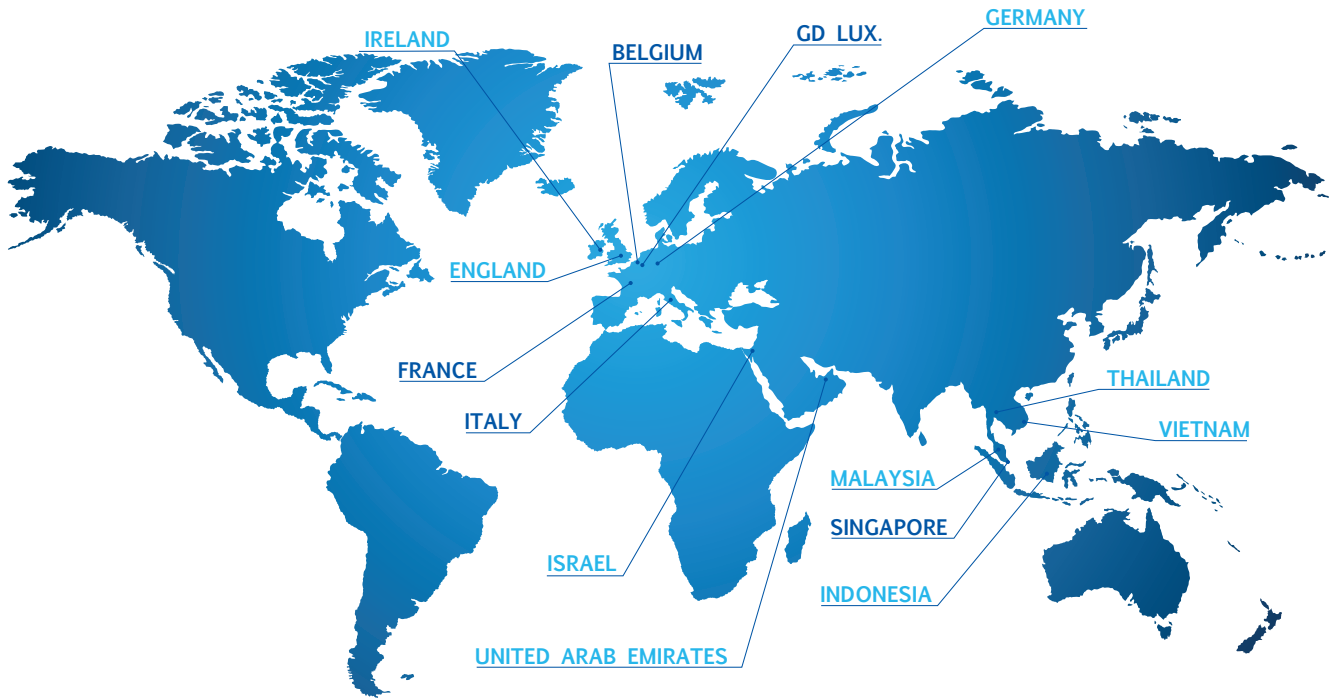 GERMANY
GD LUX.
IRELAND
BELGIUM
ENGLAND
FRANCE
THAILAND
ITALY
VIETNAM
MALAYSIA
SINGAPORE
ISRAEL
INDONESIA
UNITED ARAB EMIRATES